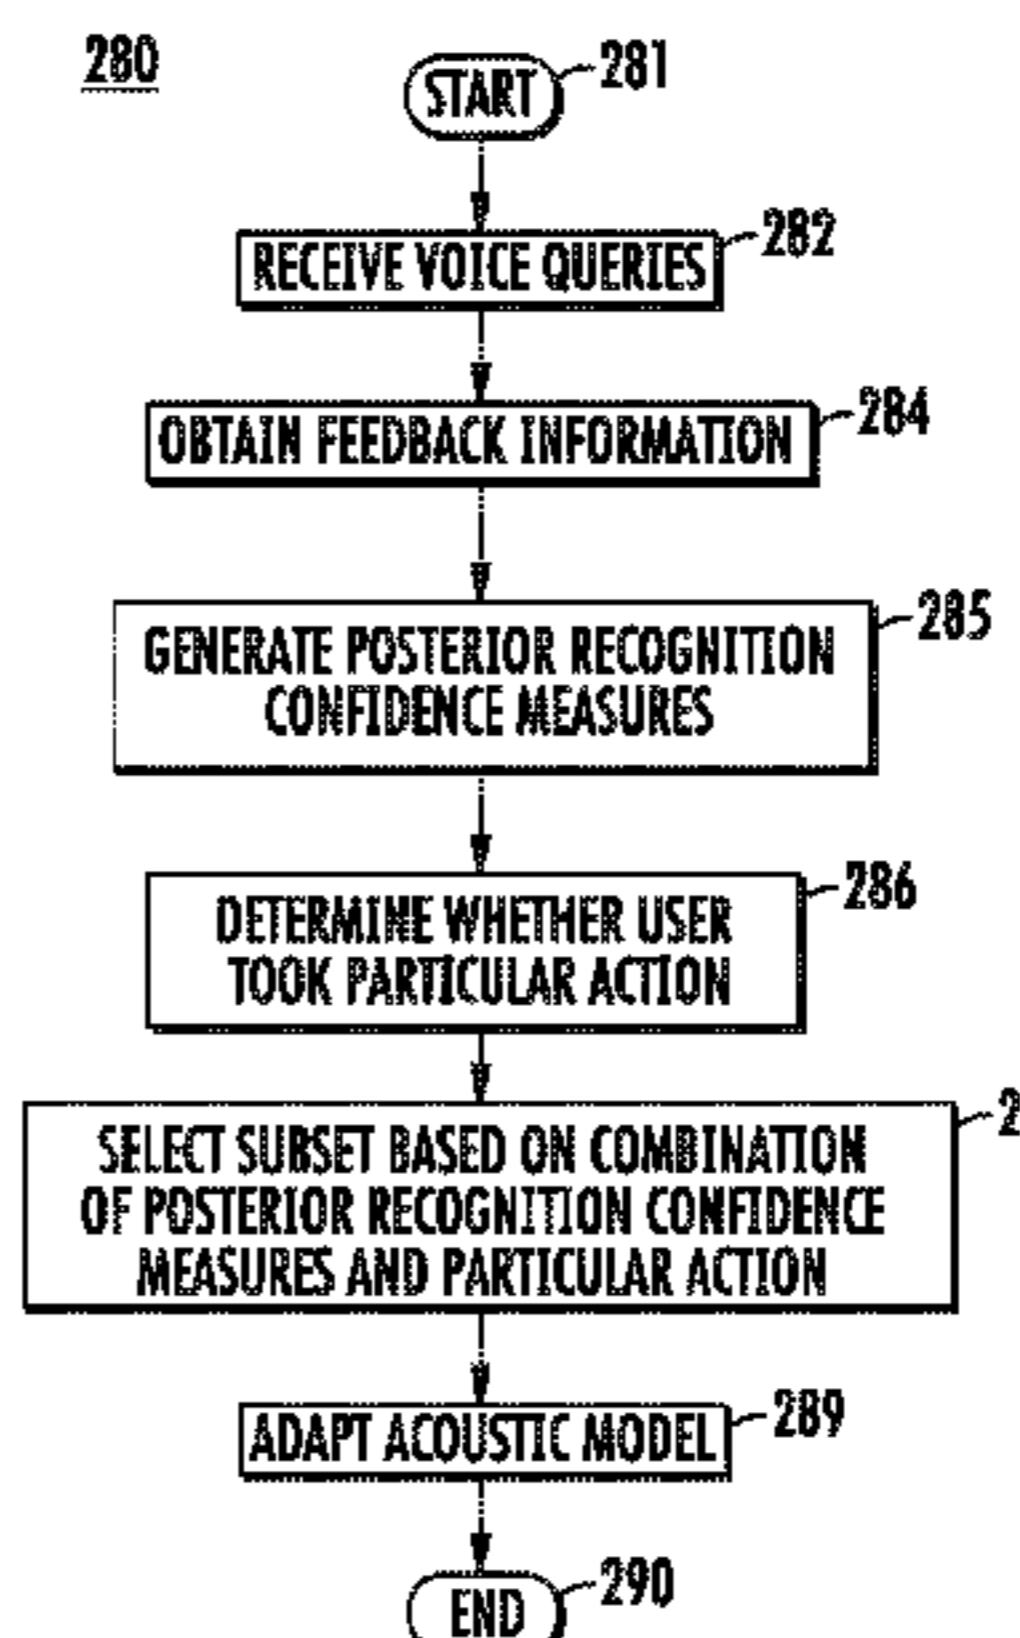 280
START
281
RECEIVE VOICE QUERIES
282
OBTAIN FEEDBACK INFORMATION
284
GENERATE POSTERIOR RECOGNITION
CONFIDENCE MEASURES
285
DETERMINE WHETHER USER
TOOK PARTICULAR ACTION
286
SELECT SUBSET BASED ON COMBINATION
OF POSTERIOR RECOGNITION CONFIDENCE
MEASURES AND PARTICULAR ACTION
ADAPT ACOUSTIC MODEL
289
END
290